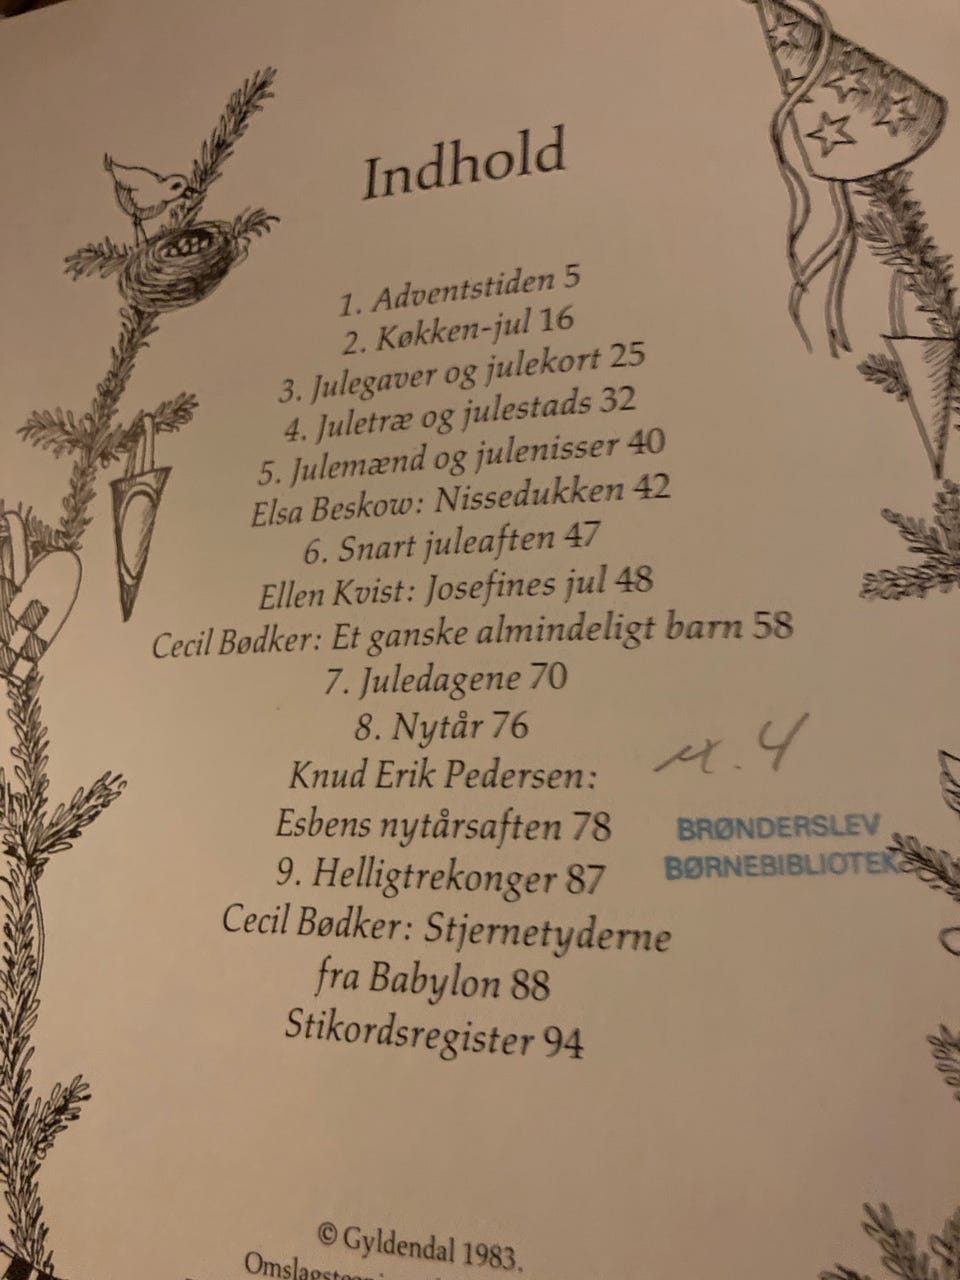 Indhold
1. Adventstiden 5
2. Køkken-jul 16
3. Julegaver og julekort 25
4. Juletræ og julestads 32
5. Julemænd og julenisser 40
Elsa Beskow: Nissedukken 42
6. Snart juleaften 47
Ellen Kvist: Josefines jul 48
Cecil Bødker: Et ganske almindeligt barn 58
7. Juledagene 70
8. Nytår 76
Knud Erik Pedersen:
Esbens nytårsaften 78
9. Helligtrekonger 87
Cecil Bødker: Stjernetyderne
fra Babylon 88
Stikordsregister 94
4
BRØNDERSLEV
BØRNEBIBLIOTEK
© Gyldendal 1983.